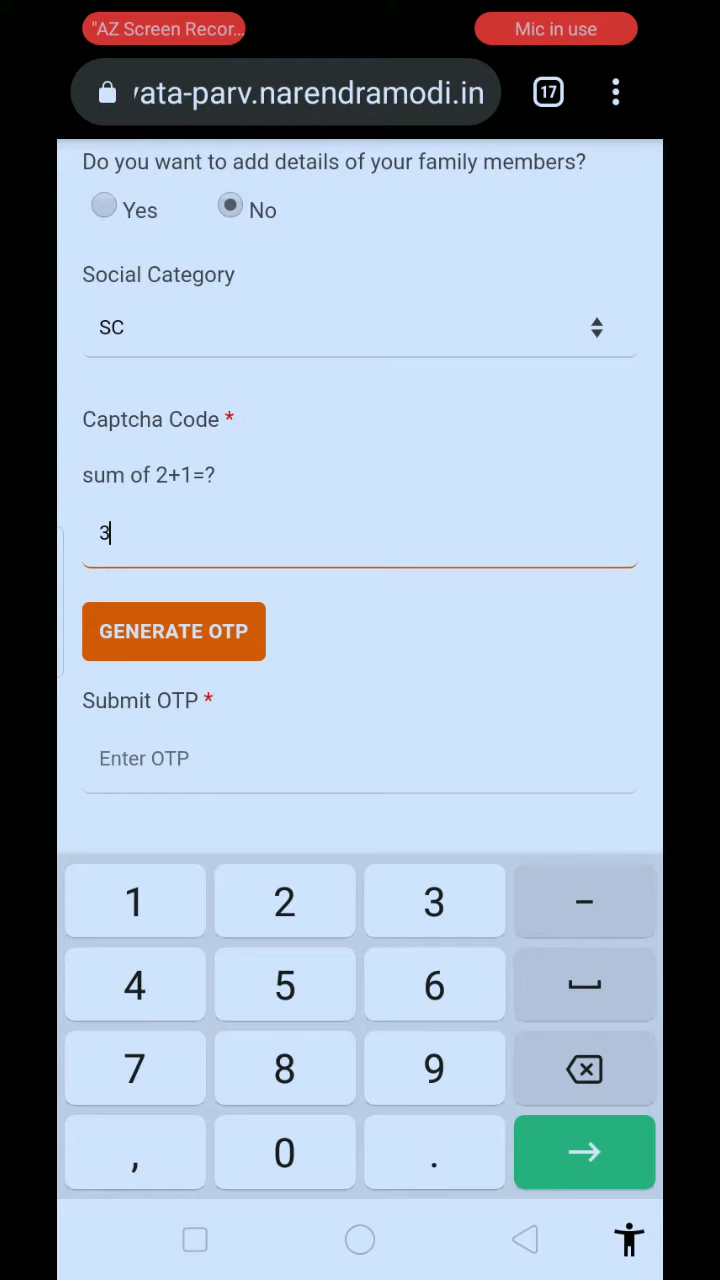 "AZ Screen Recor...
Mic in use
vata-parv.narendramodi.in
17
Do you want to add details of your family members?
Yes
No
Social Category
SC
Captcha Code *
sum of 2+1=?
3
GENERATE OTP
Submit OTP *
Enter OTP
1 2 3 –
4 5 6
7 8 9
, 0 .